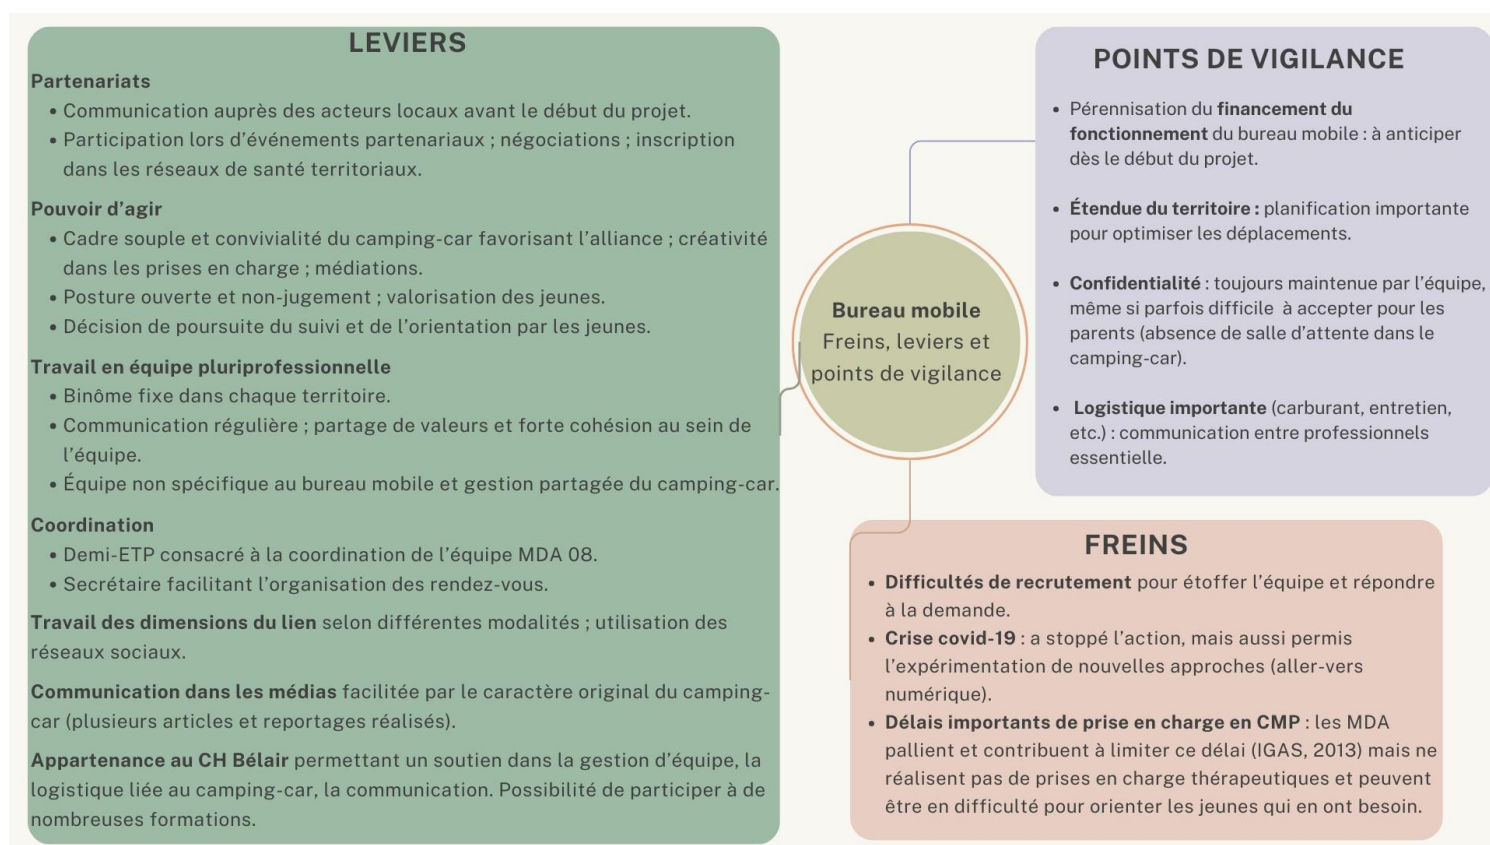 LEVIERS
Partenariats
• Communication auprès des acteurs locaux avant le début du projet.
• Participation lors d’événements partenariaux ; négociations ; inscription
dans les réseaux de santé territoriaux.
Pouvoir d’agir
• Cadre souple et convivialité du camping-car favorisant l’alliance ; créativité
dans les prises en charge ; médiations.
• Posture ouverte et non-jugement ; valorisation des jeunes.
• Décision de poursuite du suivi et de l’orientation par les jeunes.
Travail en équipe pluriprofessionnelle
• Binôme fixe dans chaque territoire.
• Communication régulière ; partage de valeurs et forte cohésion au sein de
l’équipe.
• Équipe non spécifique au bureau mobile et gestion partagée du camping-car.
Coordination
• Demi-ETP consacré à la coordination de l’équipe MDA 08.
• Secrétaire facilitant l’organisation des rendez-vous.
Travail des dimensions du lien selon différentes modalités ; utilisation des
réseaux sociaux.
Communication dans les médias facilitée par le caractère original du camping-
car (plusieurs articles et reportages réalisés).
Appartenance au CH Bélair permettant un soutien dans la gestion d’équipe, la
logistique liée au camping-car, la communication. Possibilité de participer à de
nombreuses formations.
Bureau mobile
Freins, leviers et
points de vigilance
POINTS DE VIGILANCE
• Pérennisation du financement du
fonctionnement du bureau mobile : à anticiper
dès le début du projet.
• Étendue du territoire : planification importante
pour optimiser les déplacements.
• Confidentialité : toujours maintenue par l’équipe,
même si parfois difficile à accepter pour les
parents (absence de salle d’attente dans le
camping-car).
• Logistique importante (carburant, entretien,
etc.) : communication entre professionnels
essentielle.
FREINS
• Difficultés de recrutement pour étoffer l’équipe et répondre
à la demande.
• Crise covid-19 : a stoppé l’action, mais aussi permis
l’expérimentation de nouvelles approches (aller-vers
numérique).
• Délais importants de prise en charge en CMP : les MDA
pallient et contribuent à limiter ce délai (IGAS, 2013) mais ne
réalisent pas de prises en charge thérapeutiques et peuvent
être en difficulté pour orienter les jeunes qui en ont besoin.